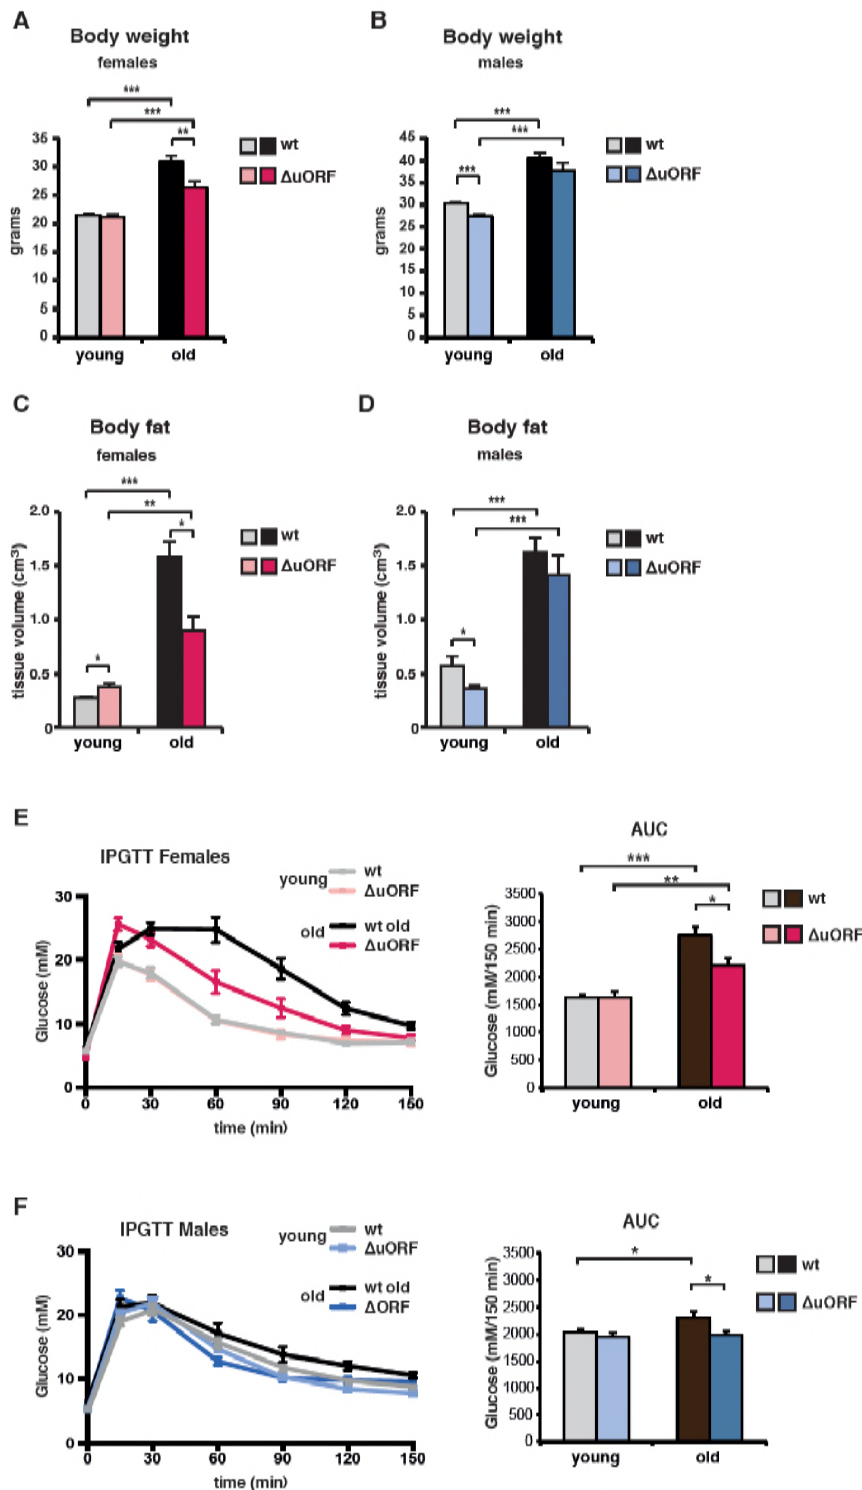 A
Body weight
females
***
***
**
35
30
25
20
15
10
5
0
grams
young
old
wt
ΔuORF
B
Body weight
males
***
***
***
45
40
35
30
25
20
15
10
5
0
grams
young
old
wt
ΔuORF
C
Body fat
females
***
**
*
*
2.0
1.5
1.0
0.5
0
tissue volume (cm³)
young
old
wt
ΔuORF
D
Body fat
males
***
***
*
2.0
1.5
1.0
0.5
0
tissue volume (cm³)
young
old
wt
ΔuORF
E
IPGTT Females
young
wt
ΔuORF
old
wt old
ΔuORF
30
20
10
0
Glucose (mM)
0 30 60 90 120 150
time (min)
AUC
***
**
*
3500
3000
2500
2000
1500
1000
500
0
Glucose (mM/150 min)
young
old
wt
ΔuORF
F
IPGTT Males
young
wt
ΔuORF
old
wt old
ΔORF
30
20
10
0
Glucose (mM)
0 30 60 90 120 150
time (min)
AUC
*
*
3500
3000
2500
2000
1500
1000
500
0
Glucose (mM/150 min)
young
old
wt
ΔuORF